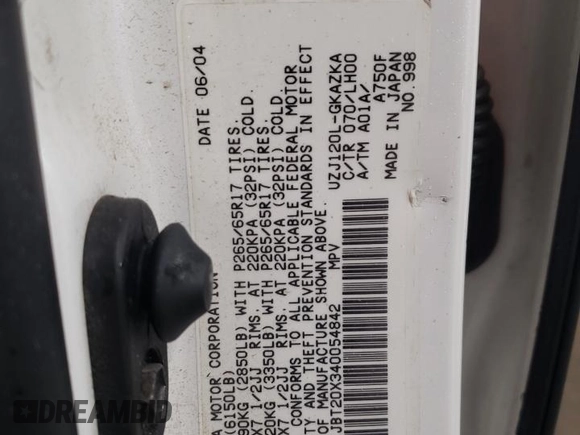 A MOTOR CORPORATION DATE 06/04
(6150LB)
90KG (2850LB) WITH P265/65R17 TIRES.
X7 1/2JJ RIMS. AT 220KPA (32PSI) COLD.
20KG (3350LB) WITH P265/65R17 TIRES.
X7 1/2JJ RIMS. AT 220KPA (32PSI) COLD.
CONFORMS TO ALL APPLICABLE FEDERAL MOTOR
TY AND THEFT PREVENTION STANDARDS IN EFFECT
OF MANUFACTURE SHOWN ABOVE.
JBT20X340054842 MPV
UZJ120L-GKAZKA
C/TR 070/LH00
A/TM A01A/
A750F
MADE IN JAPAN
NO.998
RIDESAFELY